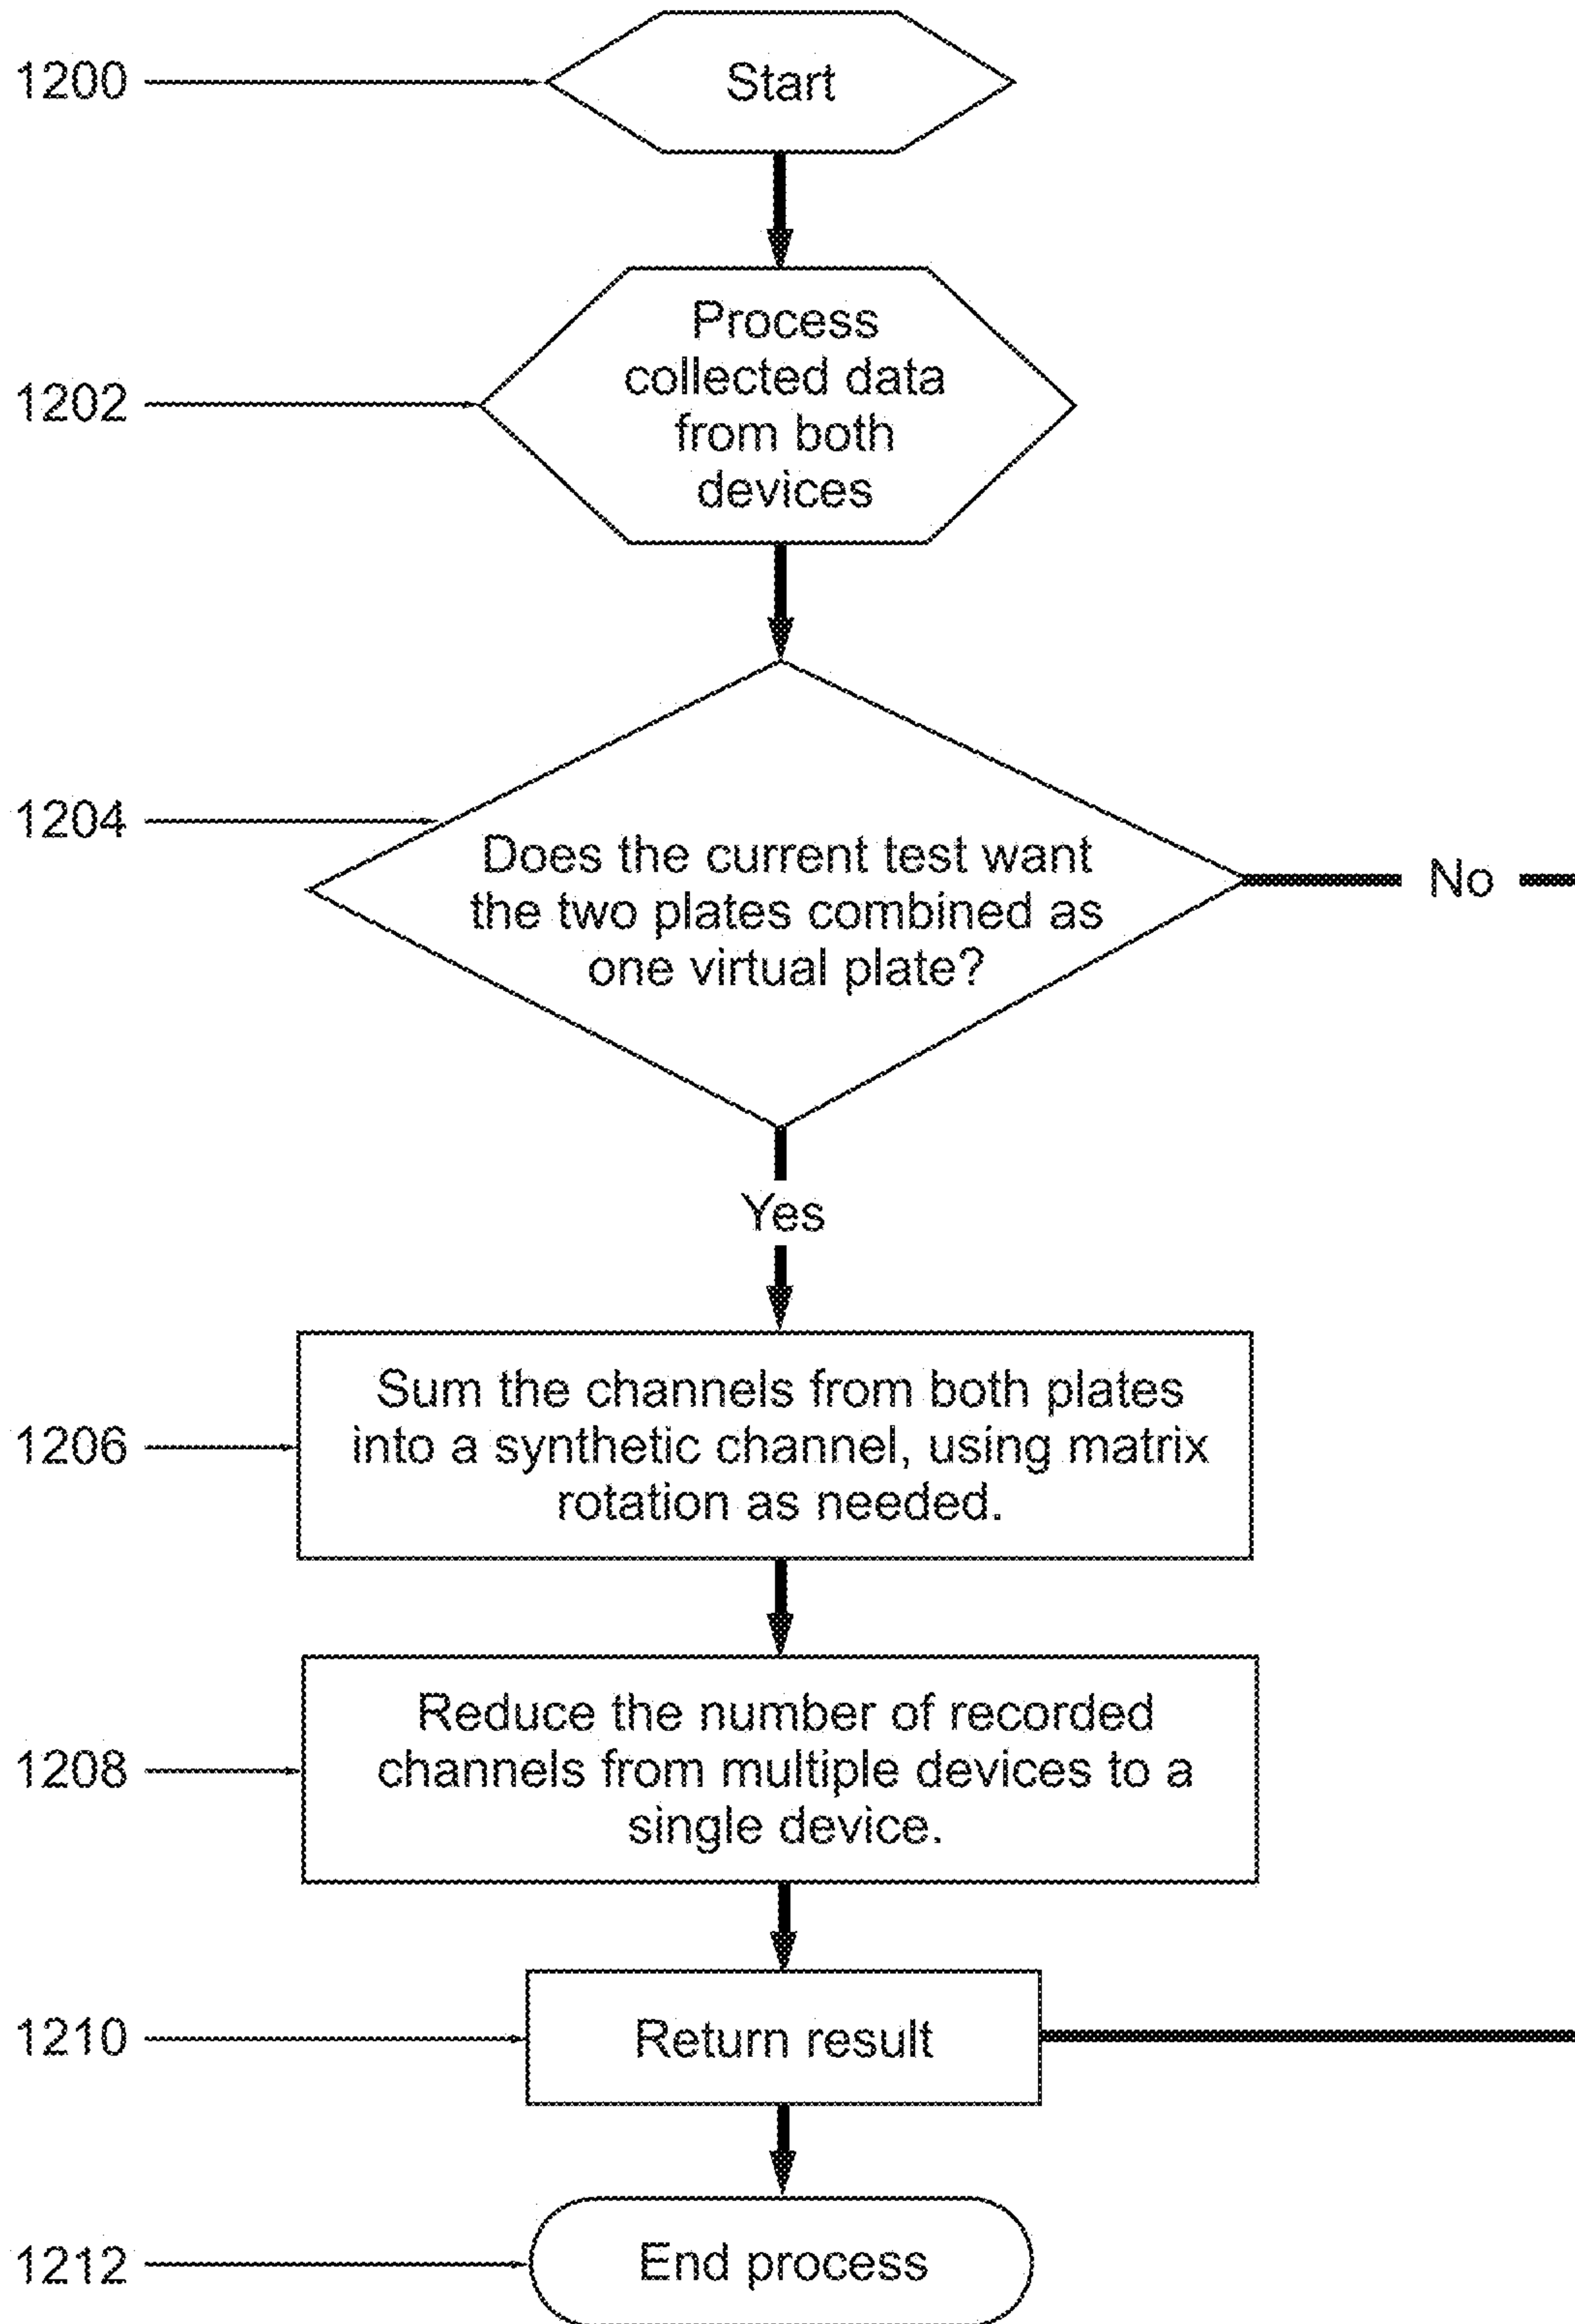 1200
Start
1202
Process
collected data
from both
devices
1204
Does the current test want
the two plates combined as
one virtual plate?
No
Yes
1206
Sum the channels from both plates
into a synthetic channel, using matrix
rotation as needed.
1208
Reduce the number of recorded
channels from multiple devices to a
single device.
1210
Return result
1212
End process